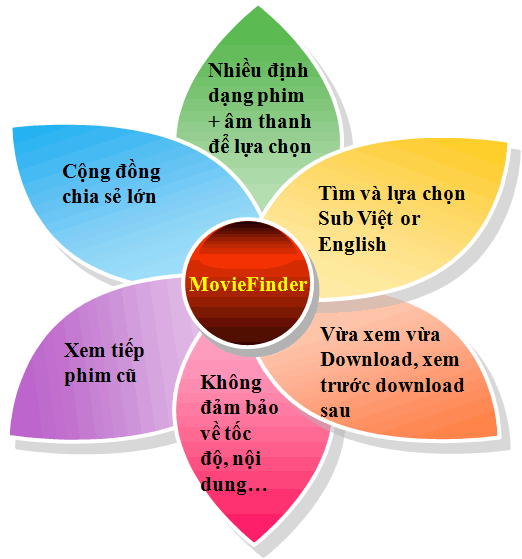 Nhiều định
dạng phim
+ âm thanh
để lựa chọn
Cộng đồng
chia sẻ lớn
Tìm và lựa chọn
Sub Việt or
English
MovieFinder
Xem tiếp
phim cũ
Vừa xem vừa
Download, xem
trước download
sau
Không
đảm bảo
về tốc
độ, nội
dung…